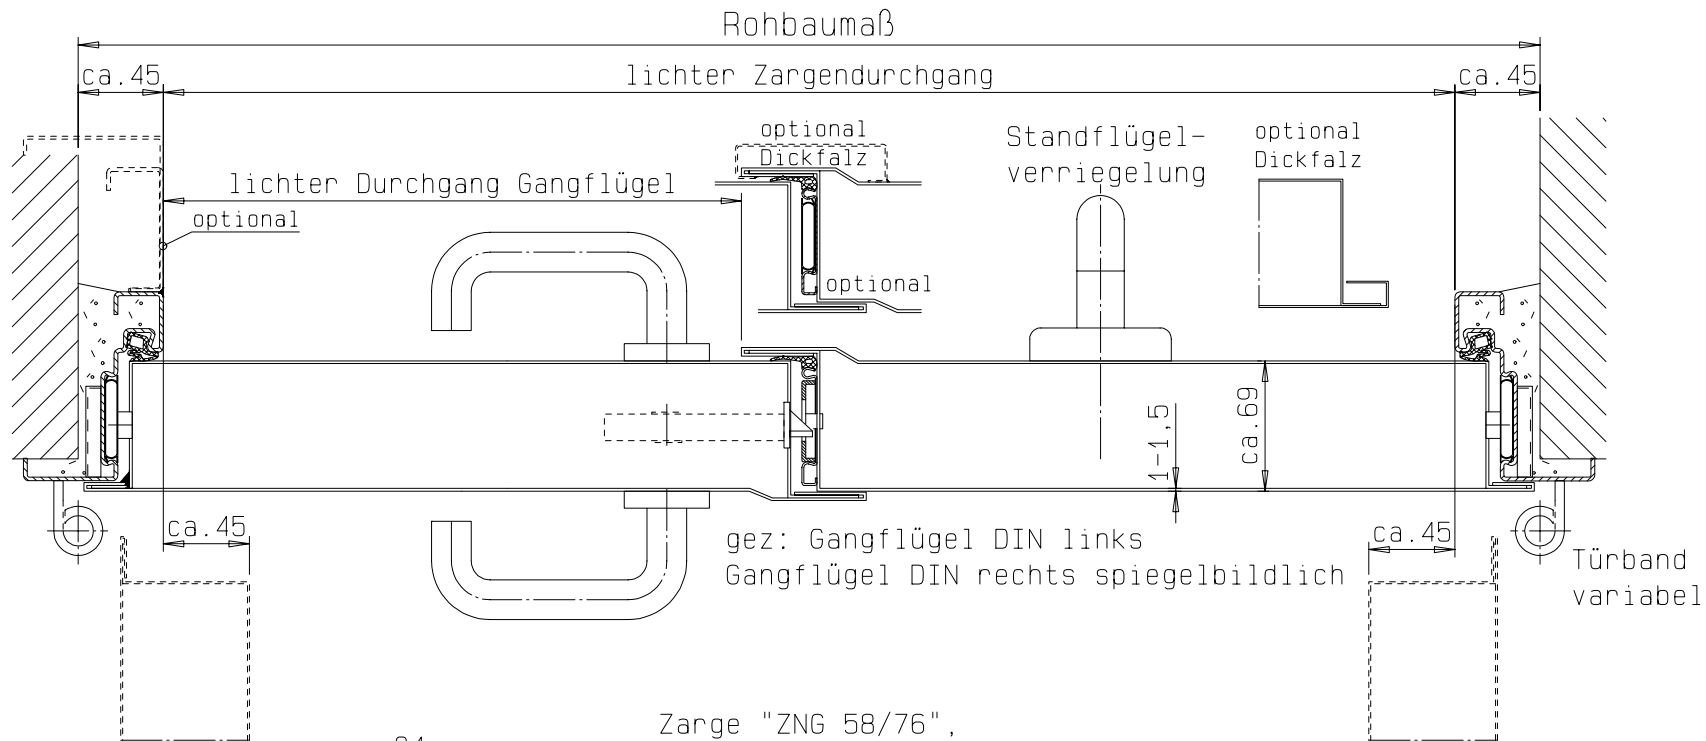 Rohbaumaß
ca.45
lichter Zargendurchgang
ca.45
optional
Dickfalz
Standflügel-
verriegelung
optional
Dickfalz
lichter Durchgang Gangflügel
optional
optional
1-1,5
ca.69
ca.45
ca.45
gez: Gangflügel DIN links
Gangflügel DIN rechts spiegelbildlich
Türband
variabel
Zarge "ZNG 58/76",